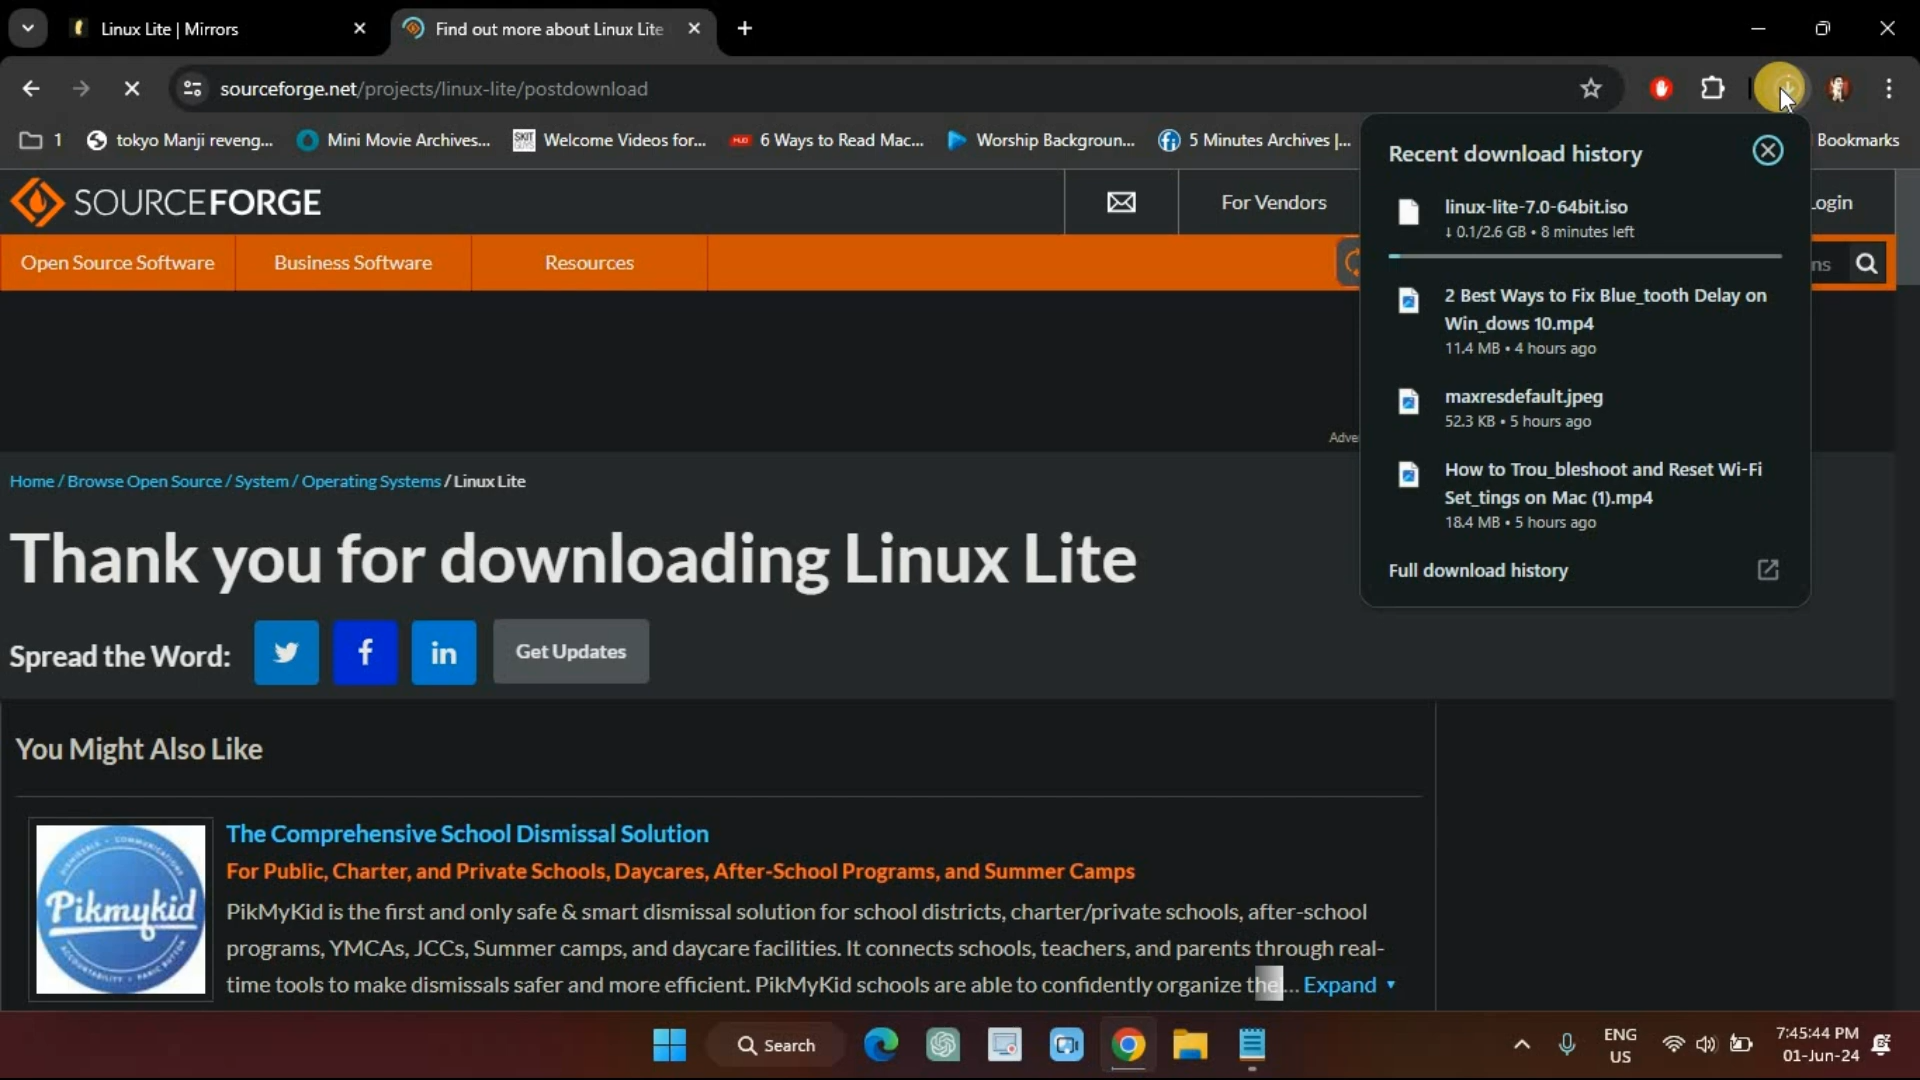 Linux Lite | Mirrors
Find out more about Linux Lite
sourceforge.net/projects/linux-lite/postdownload
1
tokyo Manji reveng...
Mini Movie Archives...
SKIT GUYS
Welcome Videos for...
6 Ways to Read Mac...
Worship Backgroun...
5 Minutes Archives |...
Bookmarks
Recent download history
linux-lite-7.0-64bit.iso
↓ 0.1/2.6 GB • 8 minutes left
2 Best Ways to Fix Blue_tooth Delay on
Win_dows 10.mp4
11.4 MB • 4 hours ago
maxresdefault.jpeg
52.3 KB • 5 hours ago
How to Trou_bleshoot and Reset Wi-Fi
Set_tings on Mac (1).mp4
18.4 MB • 5 hours ago
Full download history
SOURCEFORGE
For Vendors
Login
Open Source Software
Business Software
Resources
ns
Adve
Home / Browse Open Source / System / Operating Systems / Linux Lite
Thank you for downloading Linux Lite
Spread the Word:
f
in
Get Updates
You Might Also Like
Pikmykid
The Comprehensive School Dismissal Solution
For Public, Charter, and Private Schools, Daycares, After-School Programs, and Summer Camps
PikMyKid is the first and only safe & smart dismissal solution for school districts, charter/private schools, after-school
programs, YMCAs, JCCs, Summer camps, and daycare facilities. It connects schools, teachers, and parents through real-
time tools to make dismissals safer and more efficient. PikMyKid schools are able to confidently organize thei... Expand
Search
ENG
US
7:45:44 PM
01-Jun-24